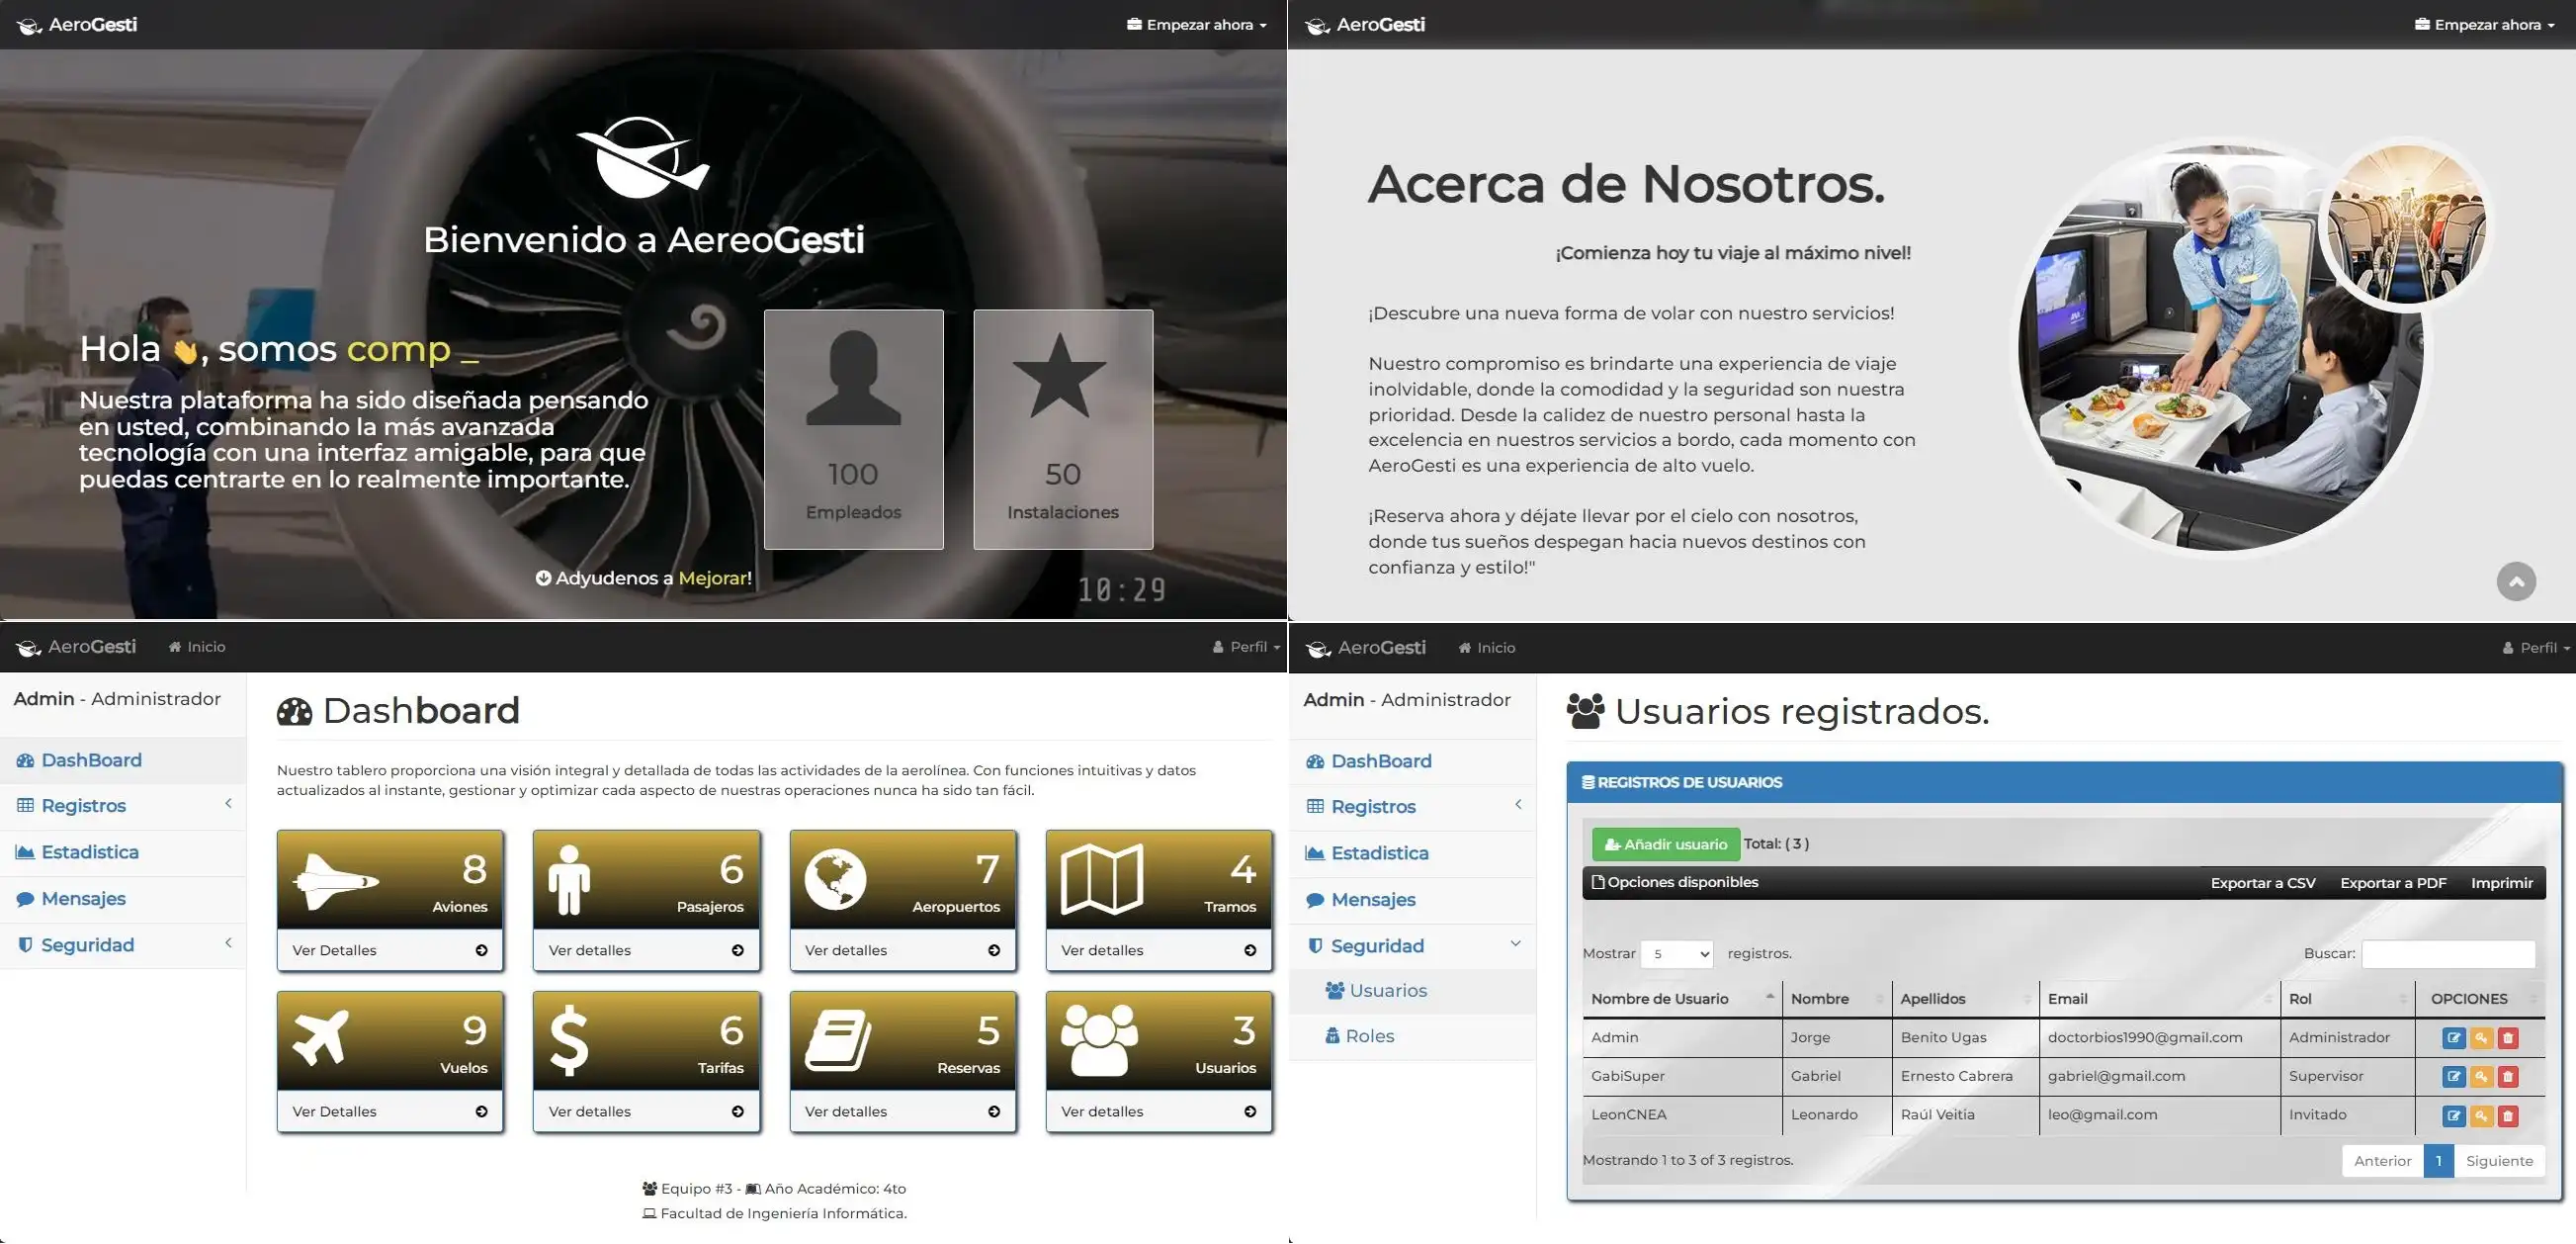 AeroGesti
Empezar ahora
Bienvenido a AereoGesti
Hola 👋, somos comp _
Nuestra plataforma ha sido diseñada pensando
en usted, combinando la más avanzada
tecnología con una interfaz amigable, para que
puedas centrarte en lo realmente importante.
100
Empleados
50
Instalaciones
Adyudenos a Mejorar!
10:29
AeroGesti
Empezar ahora
Acerca de Nosotros.
¡Comienza hoy tu viaje al máximo nivel!
¡Descubre una nueva forma de volar con nuestro servicios!
Nuestro compromiso es brindarte una experiencia de viaje
inolvidable, donde la comodidad y la seguridad son nuestra
prioridad. Desde la calidez de nuestro personal hasta la
excelencia en nuestros servicios a bordo, cada momento con
AeroGesti es una experiencia de alto vuelo.
¡Reserva ahora y déjate llevar por el cielo con nosotros,
donde tus sueños despegan hacia nuevos destinos con
confianza y estilo!"
AeroGesti
Inicio
Perfil
Admin - Administrador
DashBoard
Registros
Estadistica
Mensajes
Seguridad
Dashboard
Nuestro tablero proporciona una visión integral y detallada de todas las actividades de la aerolínea. Con funciones intuitivas y datos
actualizados al instante, gestionar y optimizar cada aspecto de nuestras operaciones nunca ha sido tan fácil.
8
Aviones
Ver Detalles
6
Pasajeros
Ver detalles
7
Aeropuertos
Ver detalles
4
Tramos
Ver detalles
9
Vuelos
Ver Detalles
6
Tarifas
Ver detalles
5
Reservas
Ver detalles
3
Usuarios
Ver detalles
Equipo #3 - Año Académico: 4to
Facultad de Ingeniería Informática.
AeroGesti
Inicio
Perfil
Admin - Administrador
DashBoard
Registros
Estadistica
Mensajes
Seguridad
Usuarios
Roles
Usuarios registrados.
REGISTROS DE USUARIOS
Añadir usuario Total: ( 3 )
Opciones disponibles Exportar a CSV Exportar a PDF Imprimir
Mostrar 5 registros. Buscar:
Nombre de Usuario Nombre Apellidos Email Rol OPCIONES
Admin Jorge Benito Ugas doctorbios1990@gmail.com Administrador
GabiSuper Gabriel Ernesto Cabrera gabriel@gmail.com Supervisor
LeonCNEA Leonardo Raúl Veitia leo@gmail.com Invitado
Mostrando 1 to 3 of 3 registros. Anterior 1 Siguiente